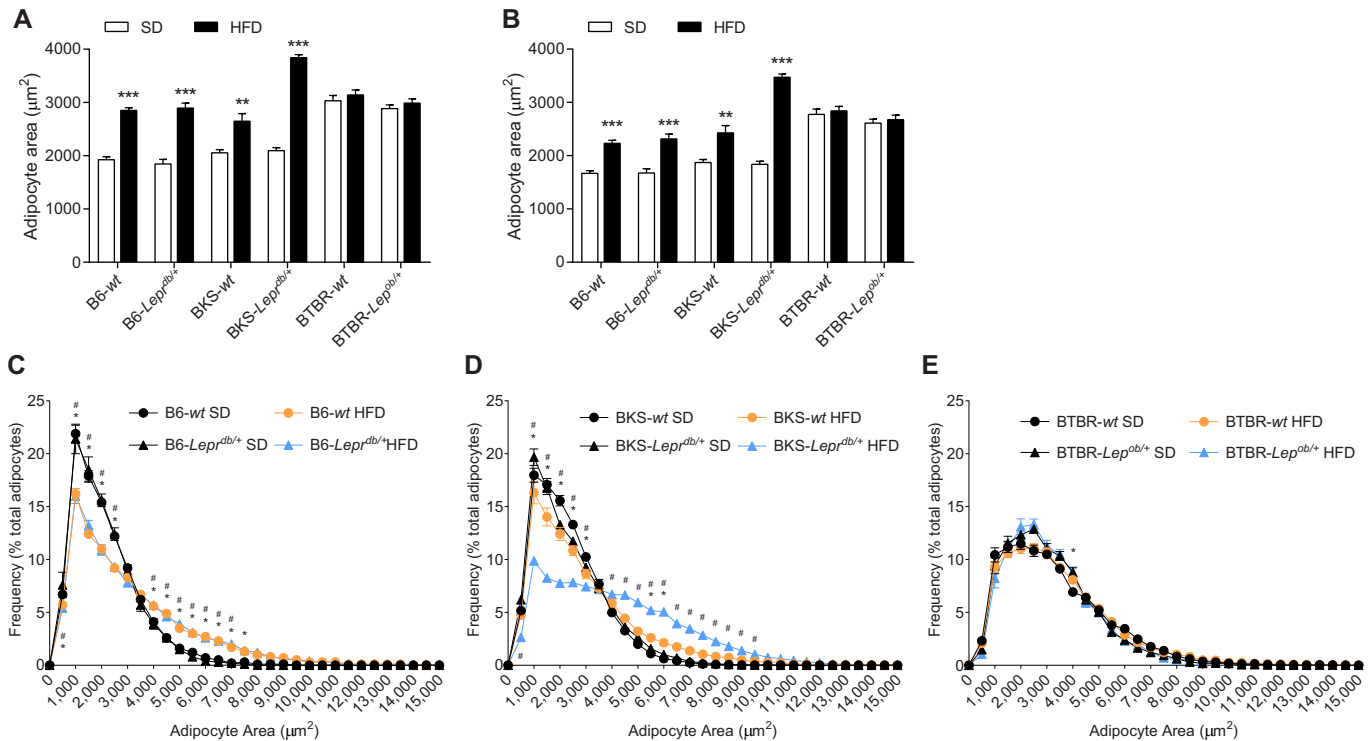 A
SD
HFD
Adipocyte area (μm²)
4000
3000
2000
1000
0
***
***
**
***
B6-wt
B6-Lepr^db/+
BKS-wt
BKS-Lepr^db/+
BTBR-wt
BTBR-Lep^ob/+
B
SD
HFD
Adipocyte area (μm²)
4000
3000
2000
1000
0
***
***
**
***
B6-wt
B6-Lepr^db/+
BKS-wt
BKS-Lepr^db/+
BTBR-wt
BTBR-Lep^ob/+
C
Frequency (% total adipocytes)
25
20
15
10
5
0
B6-wt SD
B6-wt HFD
B6-Lepr^db/+ SD
B6-Lepr^db/+HFD
0
1,000
2,000
3,000
4,000
5,000
6,000
7,000
8,000
9,000
10,000
11,000
12,000
13,000
14,000
15,000
Adipocyte Area (μm²)
D
Frequency (% total adipocytes)
25
20
15
10
5
0
BKS-wt SD
BKS-wt HFD
BKS-Lepr^db/+ SD
BKS-Lepr^db/+ HFD
0
1,000
2,000
3,000
4,000
5,000
6,000
7,000
8,000
9,000
10,000
11,000
12,000
13,000
14,000
15,000
Adipocyte Area (μm²)
E
Frequency (% total adipocytes)
25
20
15
10
5
0
BTBR-wt SD
BTBR-wt HFD
BTBR-Lep^ob/+ SD
BTBR-Lep^ob/+ HFD
*
0
1,000
2,000
3,000
4,000
5,000
6,000
7,000
8,000
9,000
10,000
11,000
12,000
13,000
14,000
15,000
Adipocyte Area (μm²)